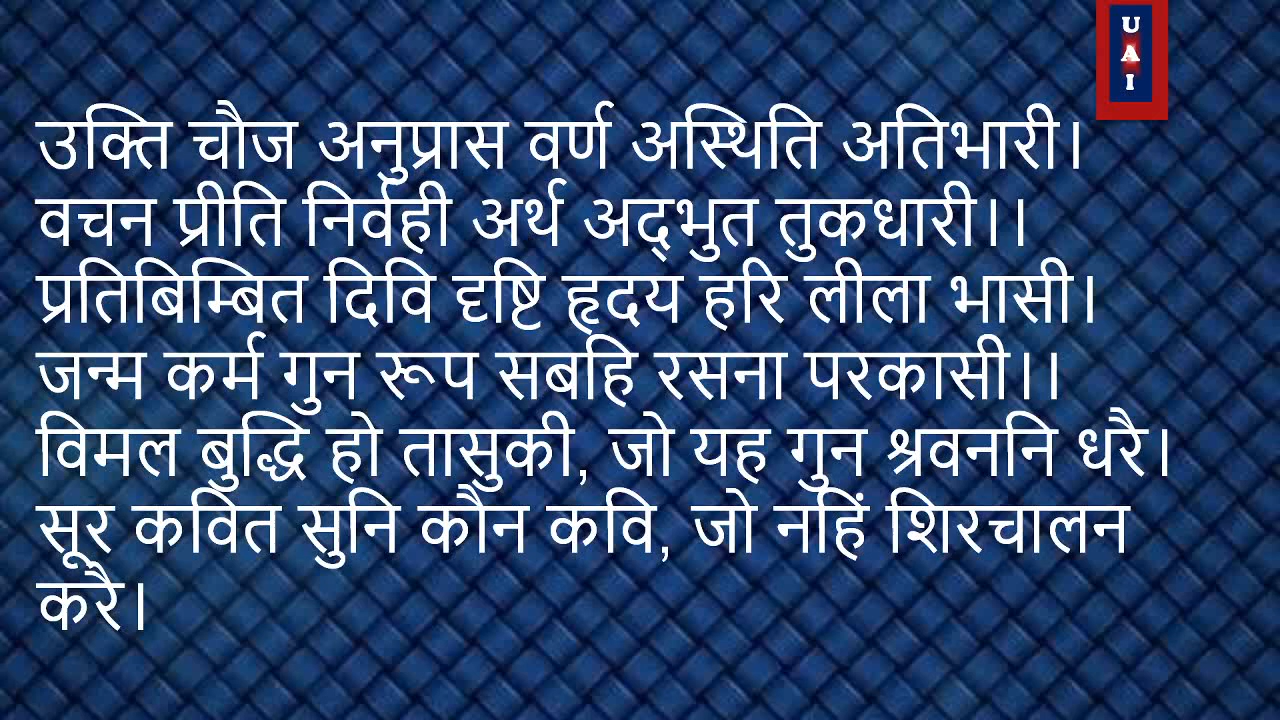 U
A
I
उक्ति चौज अनुप्रास वर्ण अस्थिति अतिभारी।
वचन प्रीति निर्वही अर्थ अद्भुत तुकधारी।।
प्रतिबिम्बित दिवि दृष्टि हृदय हरि लीला भासी।
जन्म कर्म गुन रूप सबहि रसना परकासी।।
विमल बुद्धि हो तासुकी, जो यह गुन श्रवननि धरै।
सूर कवित सुनि कौन कवि, जो नहिं शिरचालन
करै।